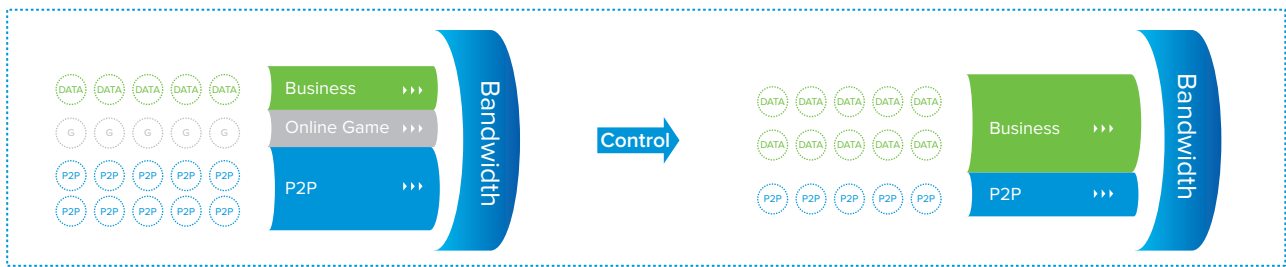 DATA DATA DATA DATA DATA
G G G G G
P2P P2P P2P P2P P2P
P2P P2P P2P P2P P2P
Business
Online Game
P2P
Bandwidth
Control
DATA DATA DATA DATA DATA
DATA DATA DATA DATA DATA
P2P P2P P2P P2P P2P
Business
P2P
Bandwidth